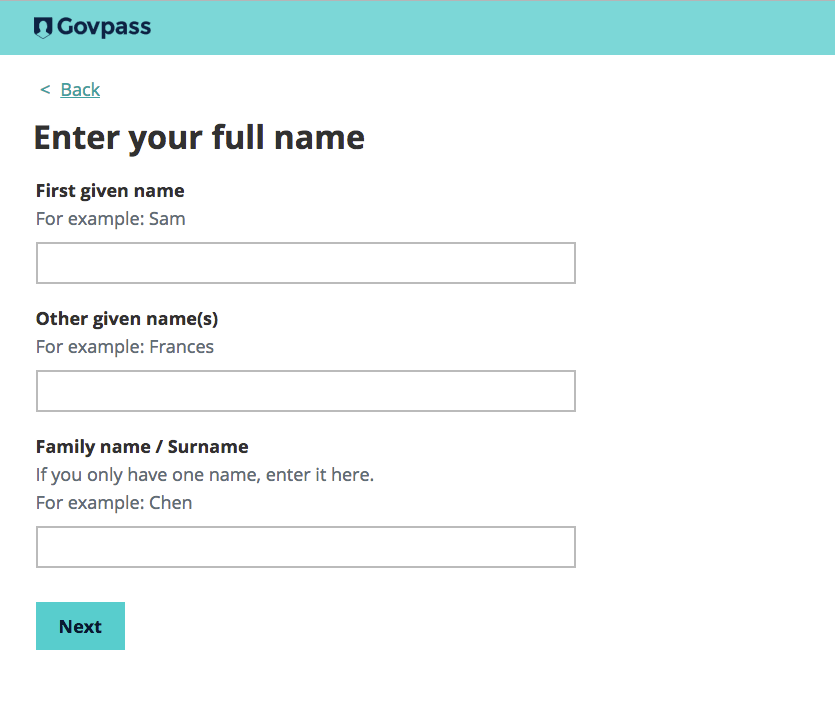 Govpass
< Back
Enter your full name
First given name
For example: Sam
Other given name(s)
For example: Frances
Family name / Surname
If you only have one name, enter it here.
For example: Chen
Next